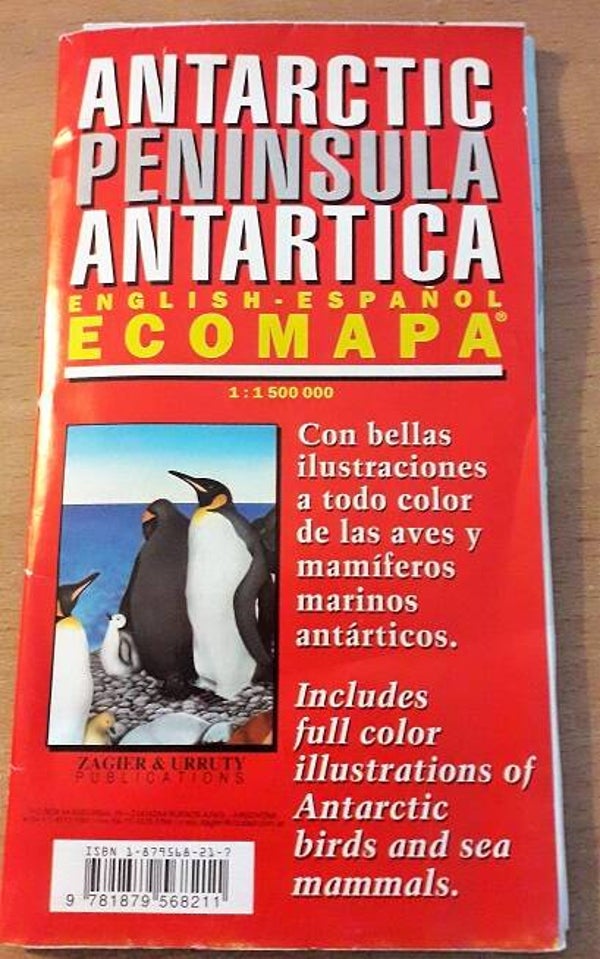 ANTARCTIC
PENINSULA
ANTARTICA
ENGLISH-ESPAÑOL
ECOMAPA®
1:1 500 000
Con bellas
ilustraciones
a todo color
de las aves y
mamíferos
marinos
antárticos.
Includes
full color
illustrations of
Antarctic
birds and sea
mammals.
ZAGIER & URRUTY
PUBLICATIONS
ISBN 1-879568-21-7
9 781879 568211